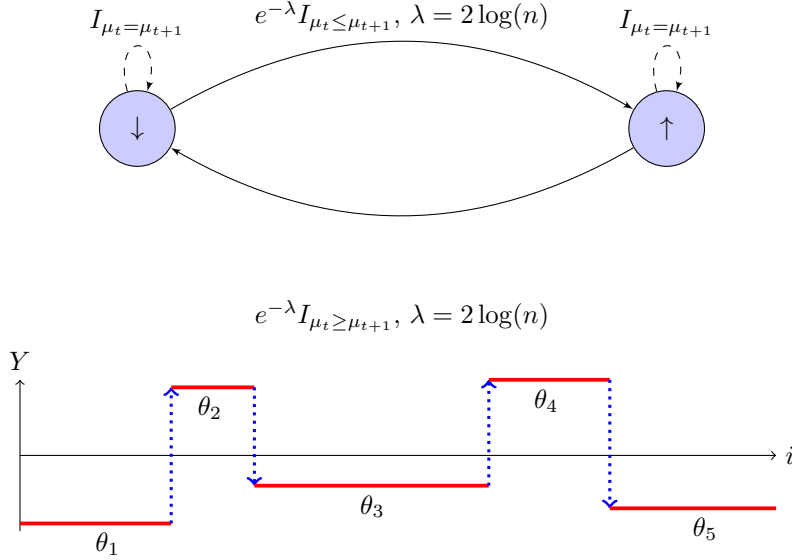 I_{μ_t=μ_{t+1}} e^{-λ}I_{μ_t≤μ_{t+1}}, λ = 2 log(n) I_{μ_t=μ_{t+1}}
↓ ↑
e^{-λ}I_{μ_t≥μ_{t+1}}, λ = 2 log(n)
Y
θ_2 θ_4
i
θ_3
θ_1 θ_5